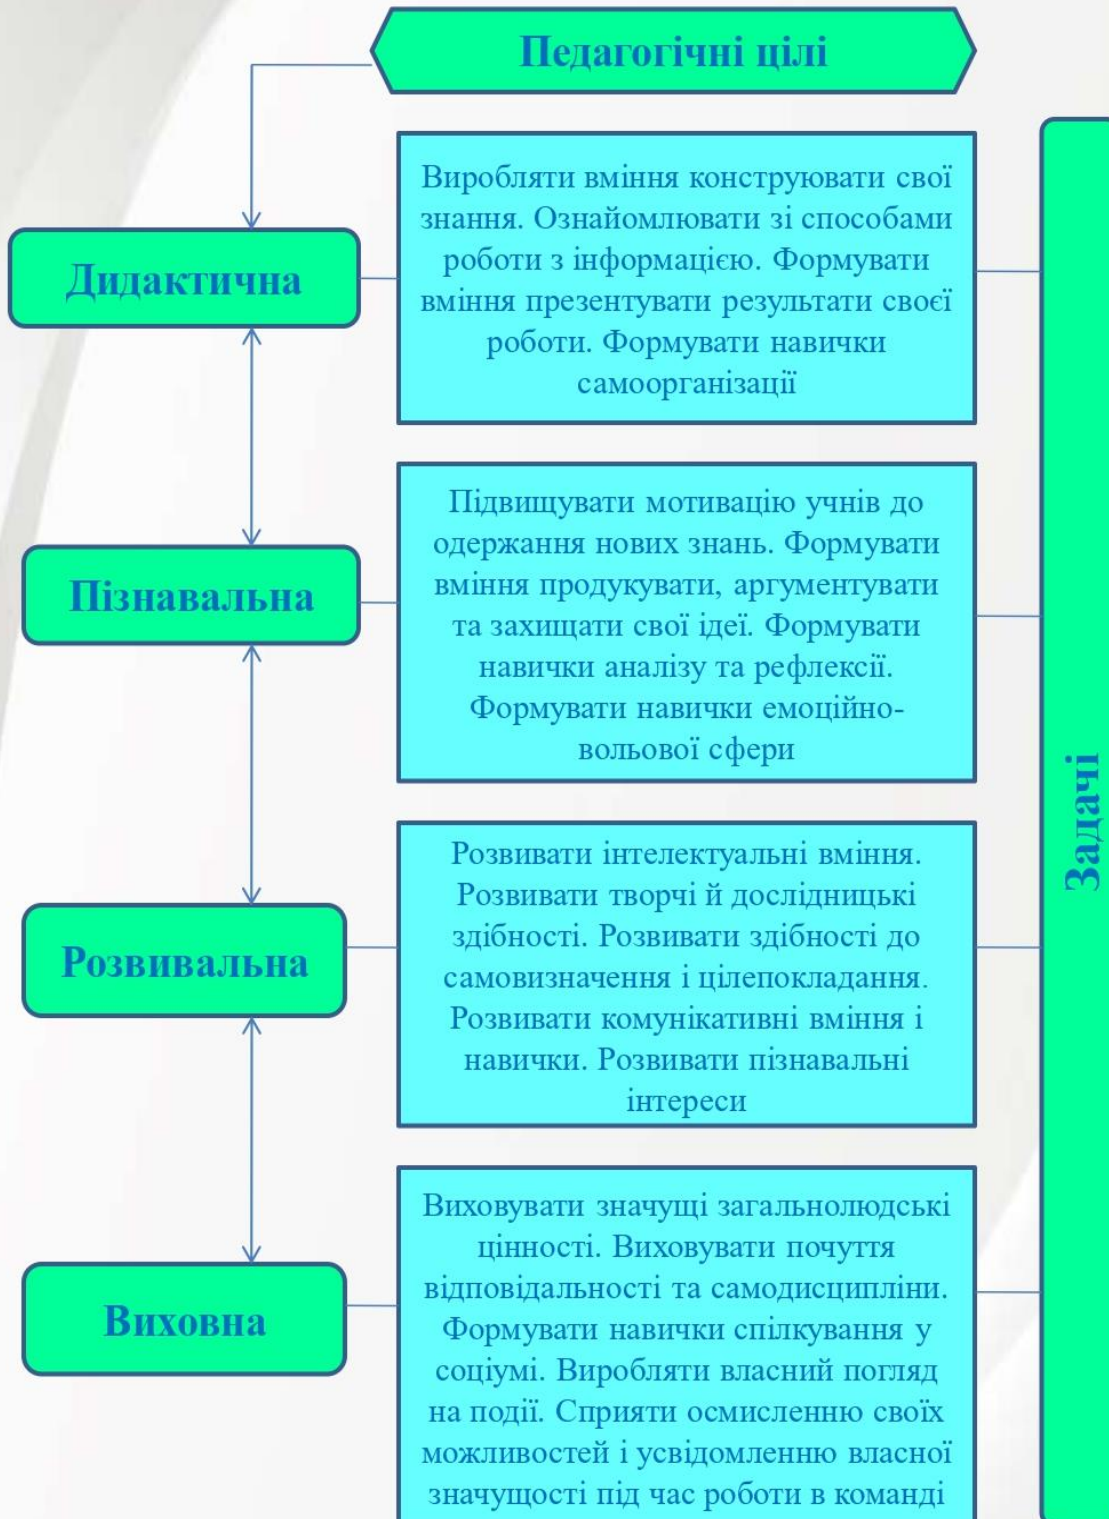 Педагогічні цілі
Дидактична
Виробляти вміння конструювати свої
знання. Ознайомлювати зі способами
роботи з інформацією. Формувати
вміння презентувати результати своєї
роботи. Формувати навички
самоорганізації
Пізнавальна
Підвищувати мотивацію учнів до
одержання нових знань. Формувати
вміння продукувати, аргументувати
та захищати свої ідеї. Формувати
навички аналізу та рефлексії.
Формувати навички емоційно-
вольової сфери
Розвивальна
Розвивати інтелектуальні вміння.
Розвивати творчі й дослідницькі
здібності. Розвивати здібності до
самовизначення і цілепокладання.
Розвивати комунікативні вміння і
навички. Розвивати пізнавальні
інтереси
Виховна
Виховувати значущі загальнолюдські
цінності. Виховувати почуття
відповідальності та самодисципліни.
Формувати навички спілкування у
соціумі. Виробляти власний погляд
на події. Сприяти осмисленню своїх
можливостей і усвідомленню власної
значущості під час роботи в команді
Задачі